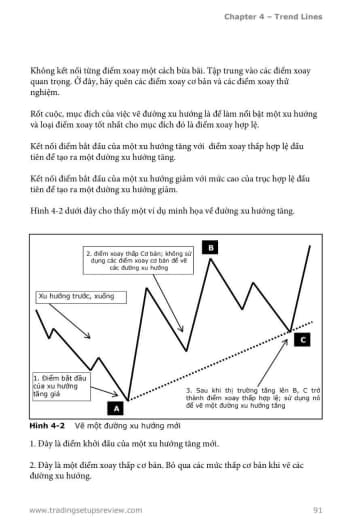 Chapter 4 – Trend Lines
Không kết nối từng điểm xoay một cách bừa bãi. Tập trung vào các điểm xoay
quan trọng. Ở đây, hãy quên các điểm xoay cơ bản và các điểm xoay thử
nghiệm.
Rốt cuộc, mục đích của việc vẽ đường xu hướng là để làm nổi bật một xu hướng
và loại điểm xoay tốt nhất cho mục đích đó là điểm xoay hợp lệ.
Kết nối điểm bắt đầu của một xu hướng tăng với điểm xoay thấp hợp lệ đầu
tiên để tạo ra một đường xu hướng tăng.
Kết nối điểm bắt đầu của một xu hướng giảm với mức cao của trục hợp lệ đầu
tiên để tạo ra một đường xu hướng giảm.
Hình 4-2 dưới đây cho thấy một ví dụ minh họa về đường xu hướng tăng.
2. điểm xoay thấp Cơ bản; không sử
dụng các điểm xoay cơ bản để vẽ
các đường xu hướng
B
Xu hướng trước, xuống
C
1. Điểm bắt đầu
của xu hướng
tăng giá
A
3. Sau khi thị trường tăng lên B, C trở
thành điểm xoay thấp hợp lệ; sử dụng nó
để vẽ một đường xu hướng tăng
Hình 4-2 Vẽ một đường xu hướng mới
1. Đây là điểm khởi đầu của một xu hướng tăng mới.
2. Đây là một điểm xoay thấp cơ bản. Bỏ qua các mức thấp cơ bản khi vẽ các
đường xu hướng.
www.tradingsetupsreview.com 91